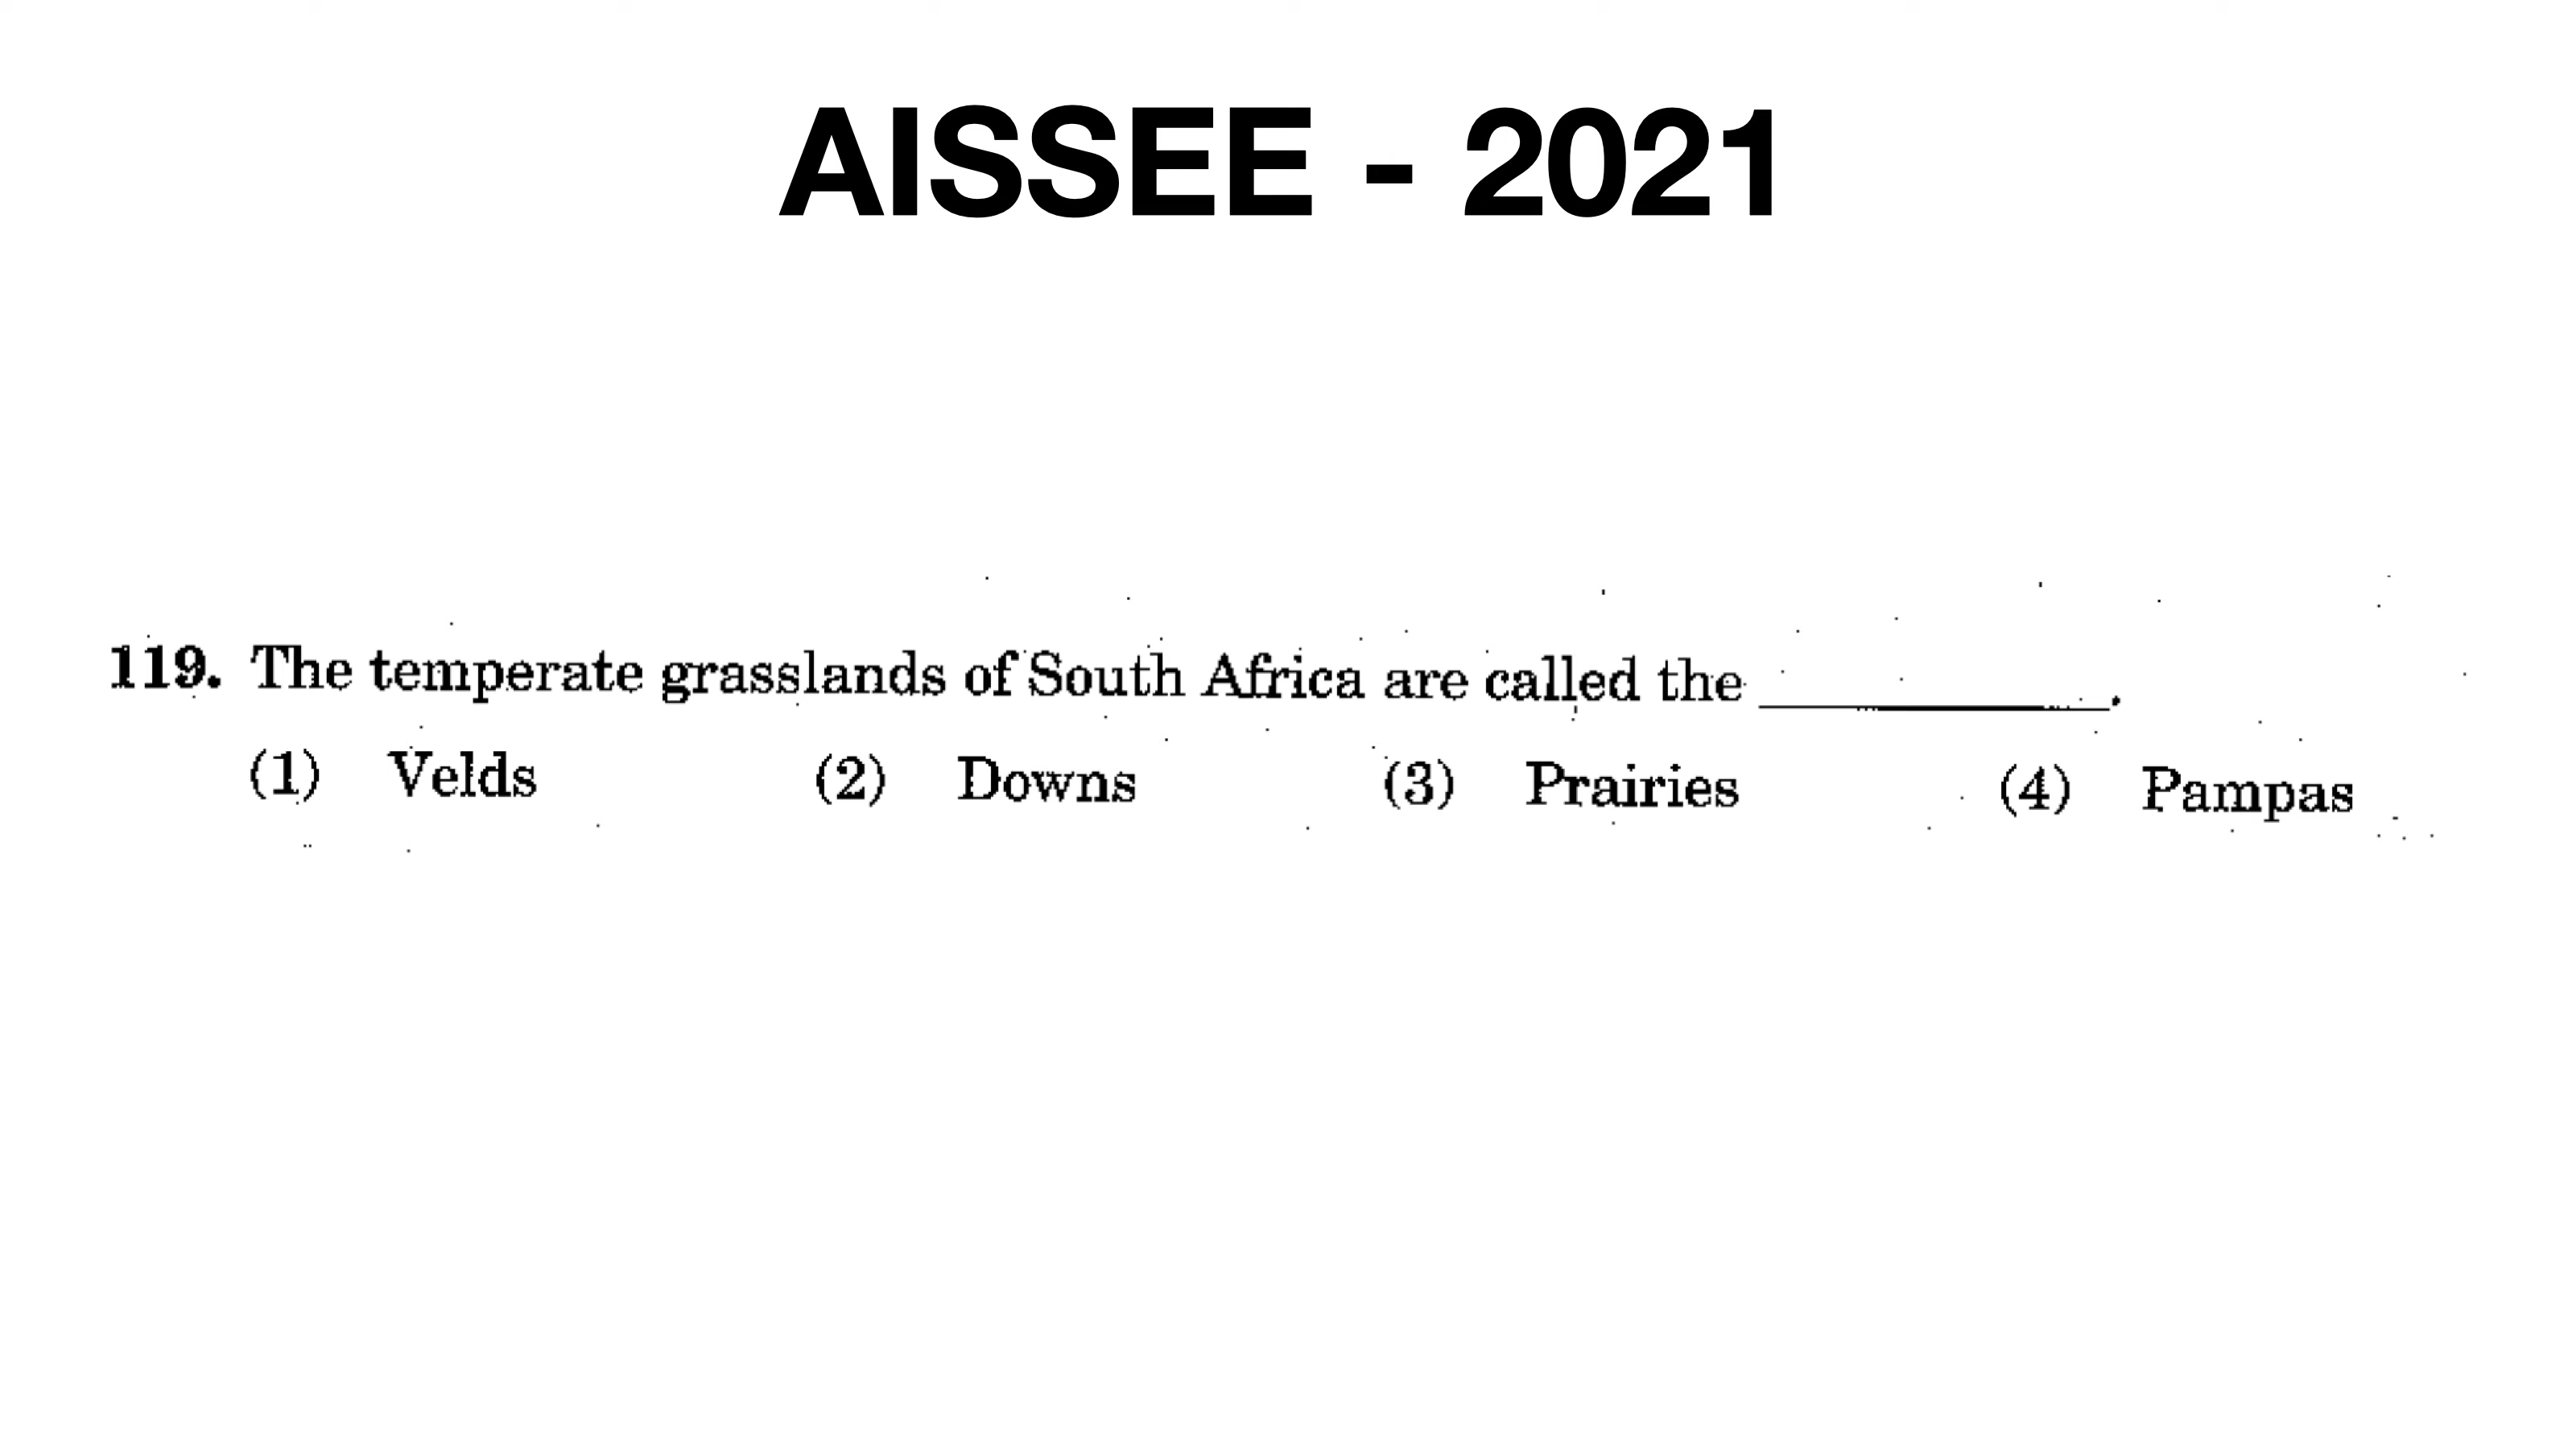 AISSEE - 2021
119. The temperate grasslands of South Africa are called the ________.
(1) Velds (2) Downs (3) Prairies (4) Pampas